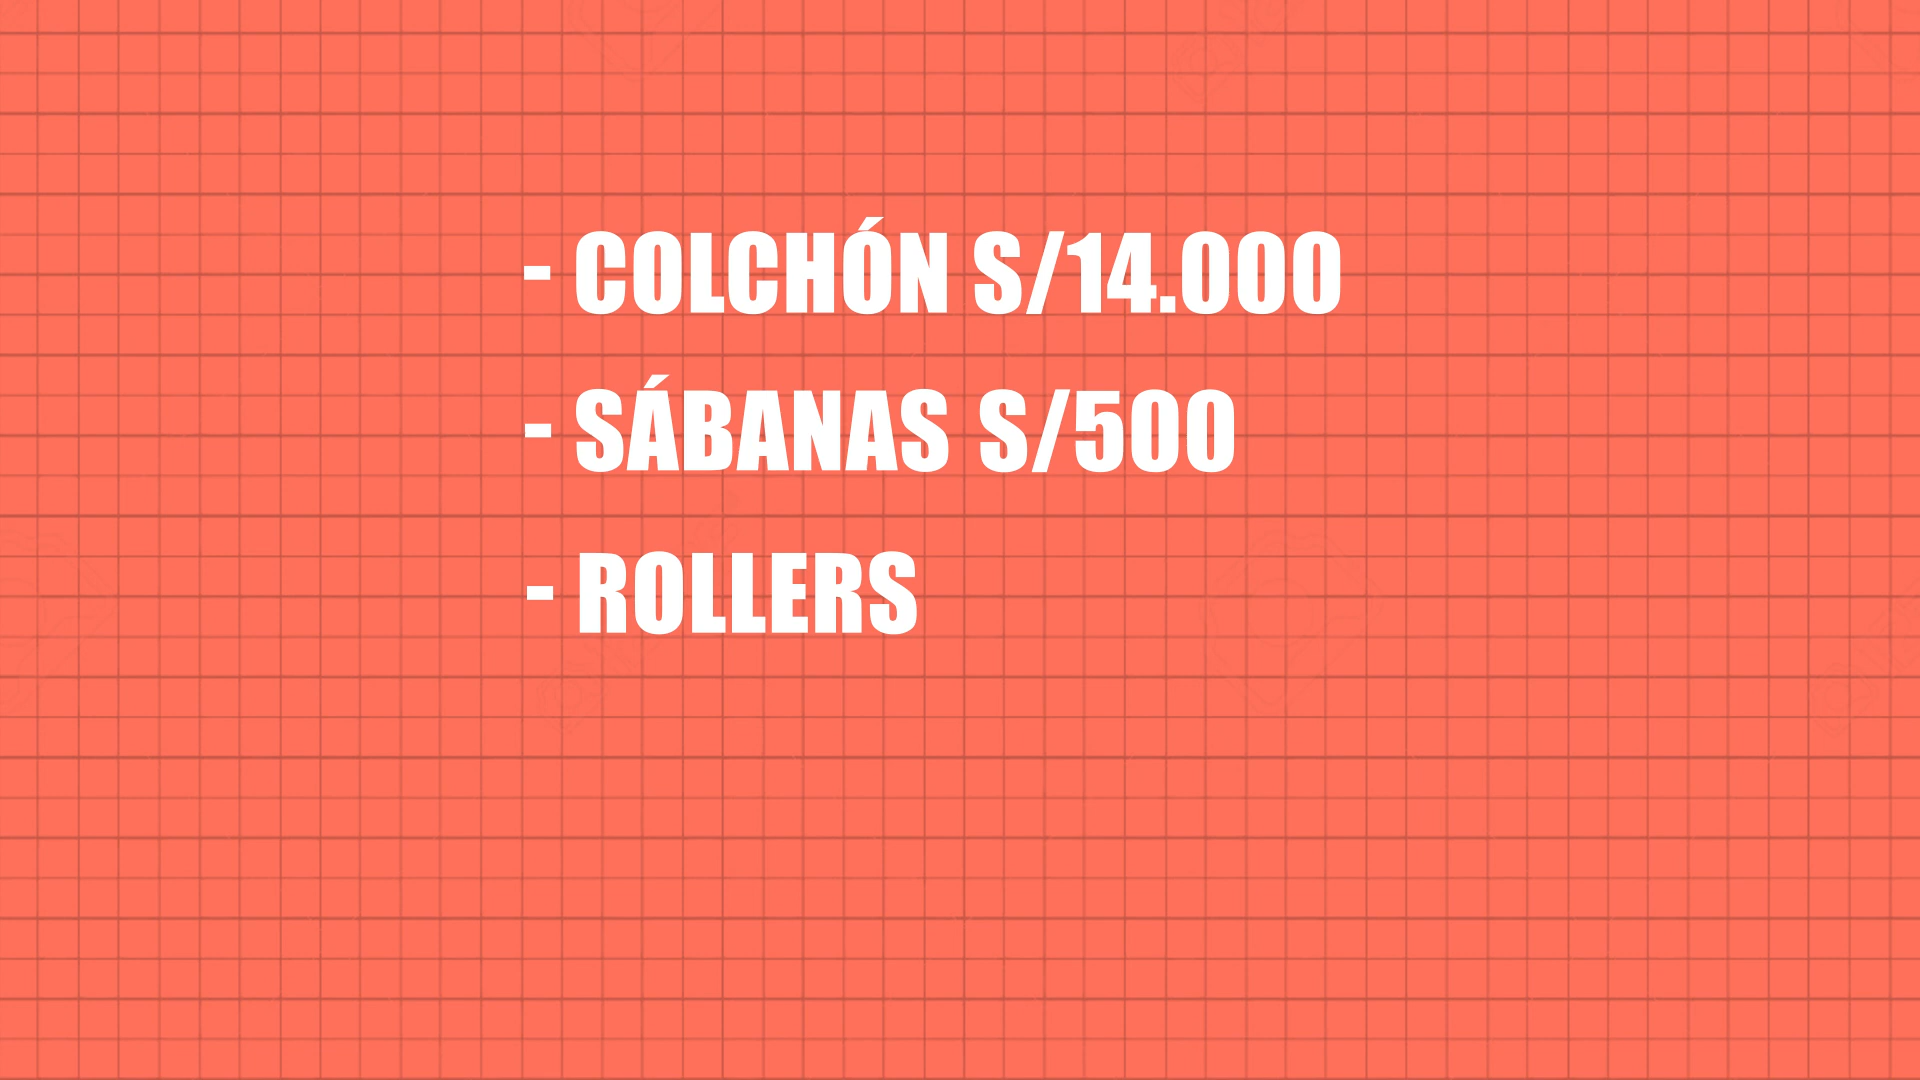 - COLCHÓN S/14.000
- SÁBANAS S/500
- ROLLERS